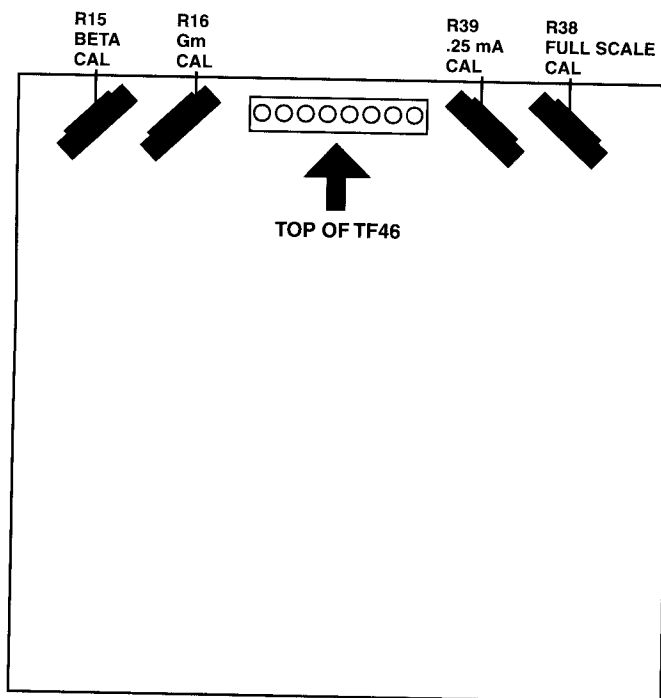 R15
BETA
CAL
R16
Gm
CAL
R39
.25 mA
CAL
R38
FULL SCALE
CAL
TOP OF TF46